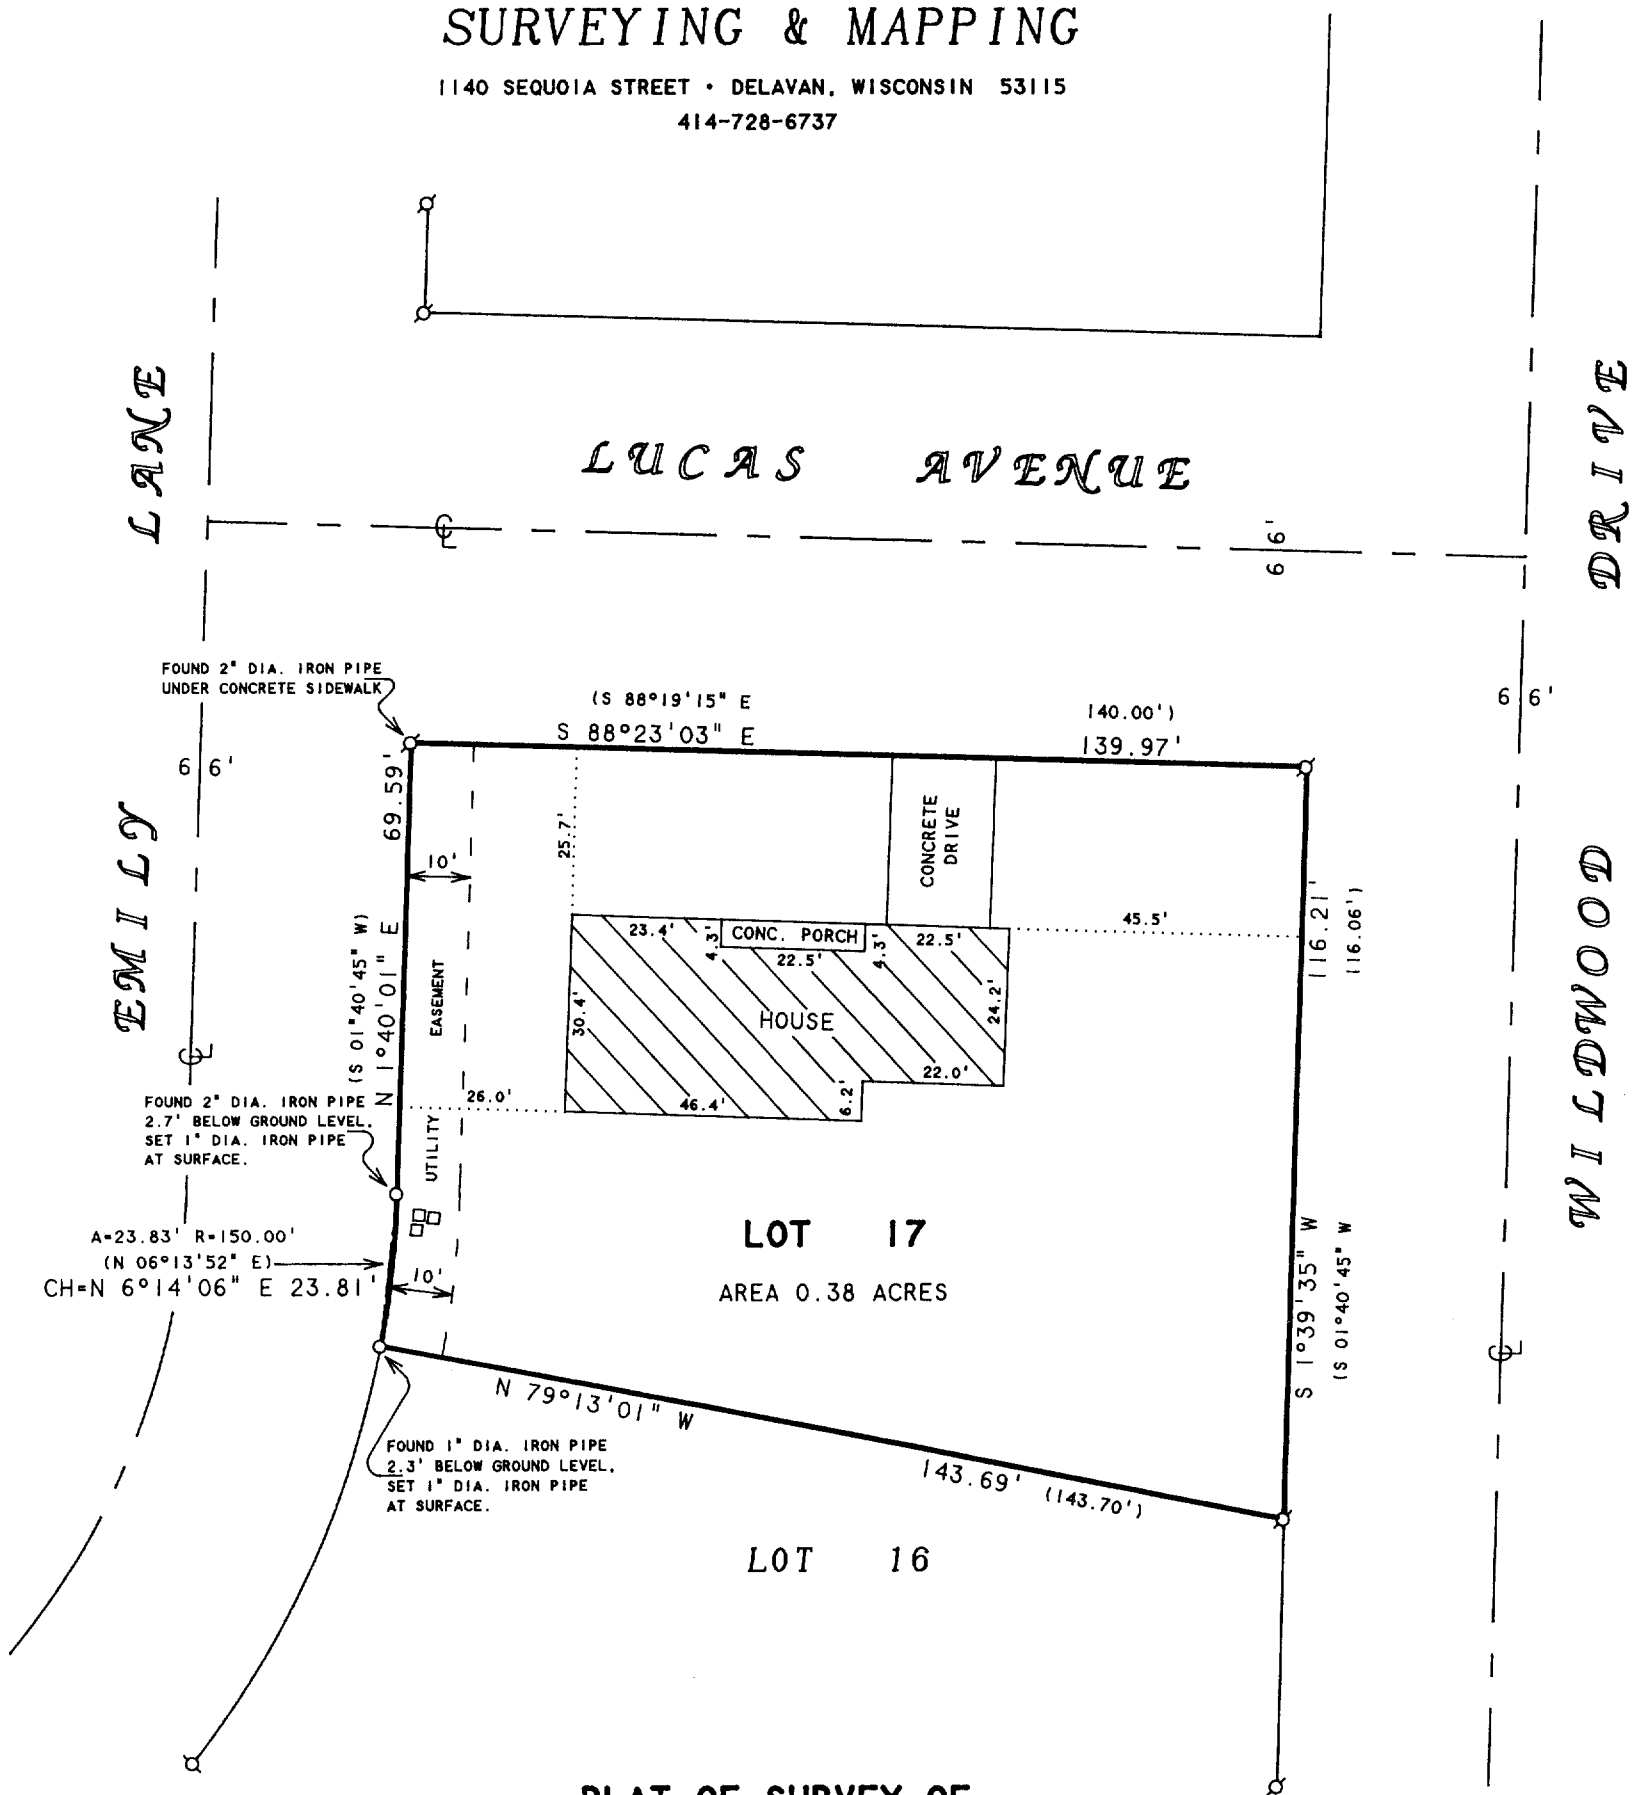 SURVEYING & MAPPING
1140 SEQUOIA STREET • DELAVAN, WISCONSIN 53115
414-728-6737
EMILY LANE
LUCAS AVENUE
WILDWOOD DRIVE
℄
66'
66'
66'
FOUND 2" DIA. IRON PIPE
UNDER CONCRETE SIDEWALK
(S 88°19'15" E
140.00')
S 88°23'03" E
139.97'
69.59'
10'
25.7'
CONCRETE
DRIVE
116.21'
(116.06')
45.5'
23.4'
4.3'
CONC. PORCH
4.3'
22.5'
22.5'
(S 01°40'45" W)
N 1°40'01" E
UTILITY EASEMENT
30.4'
HOUSE
24.2'
22.0'
℄
26.0'
46.4'
6.2'
FOUND 2" DIA. IRON PIPE
2.7' BELOW GROUND LEVEL,
SET 1" DIA. IRON PIPE
AT SURFACE.
A=23.83' R=150.00'
(N 06°13'52" E)
CH=N 6°14'06" E 23.81'
10'
LOT 17
AREA 0.38 ACRES
S 1°39'35" W
(S 01°40'45" W
℄
N 79°13'01" W
143.69'
(143.70')
FOUND 1" DIA. IRON PIPE
2.3' BELOW GROUND LEVEL,
SET 1" DIA. IRON PIPE
AT SURFACE.
LOT 16
PLAT OF SURVEY OF